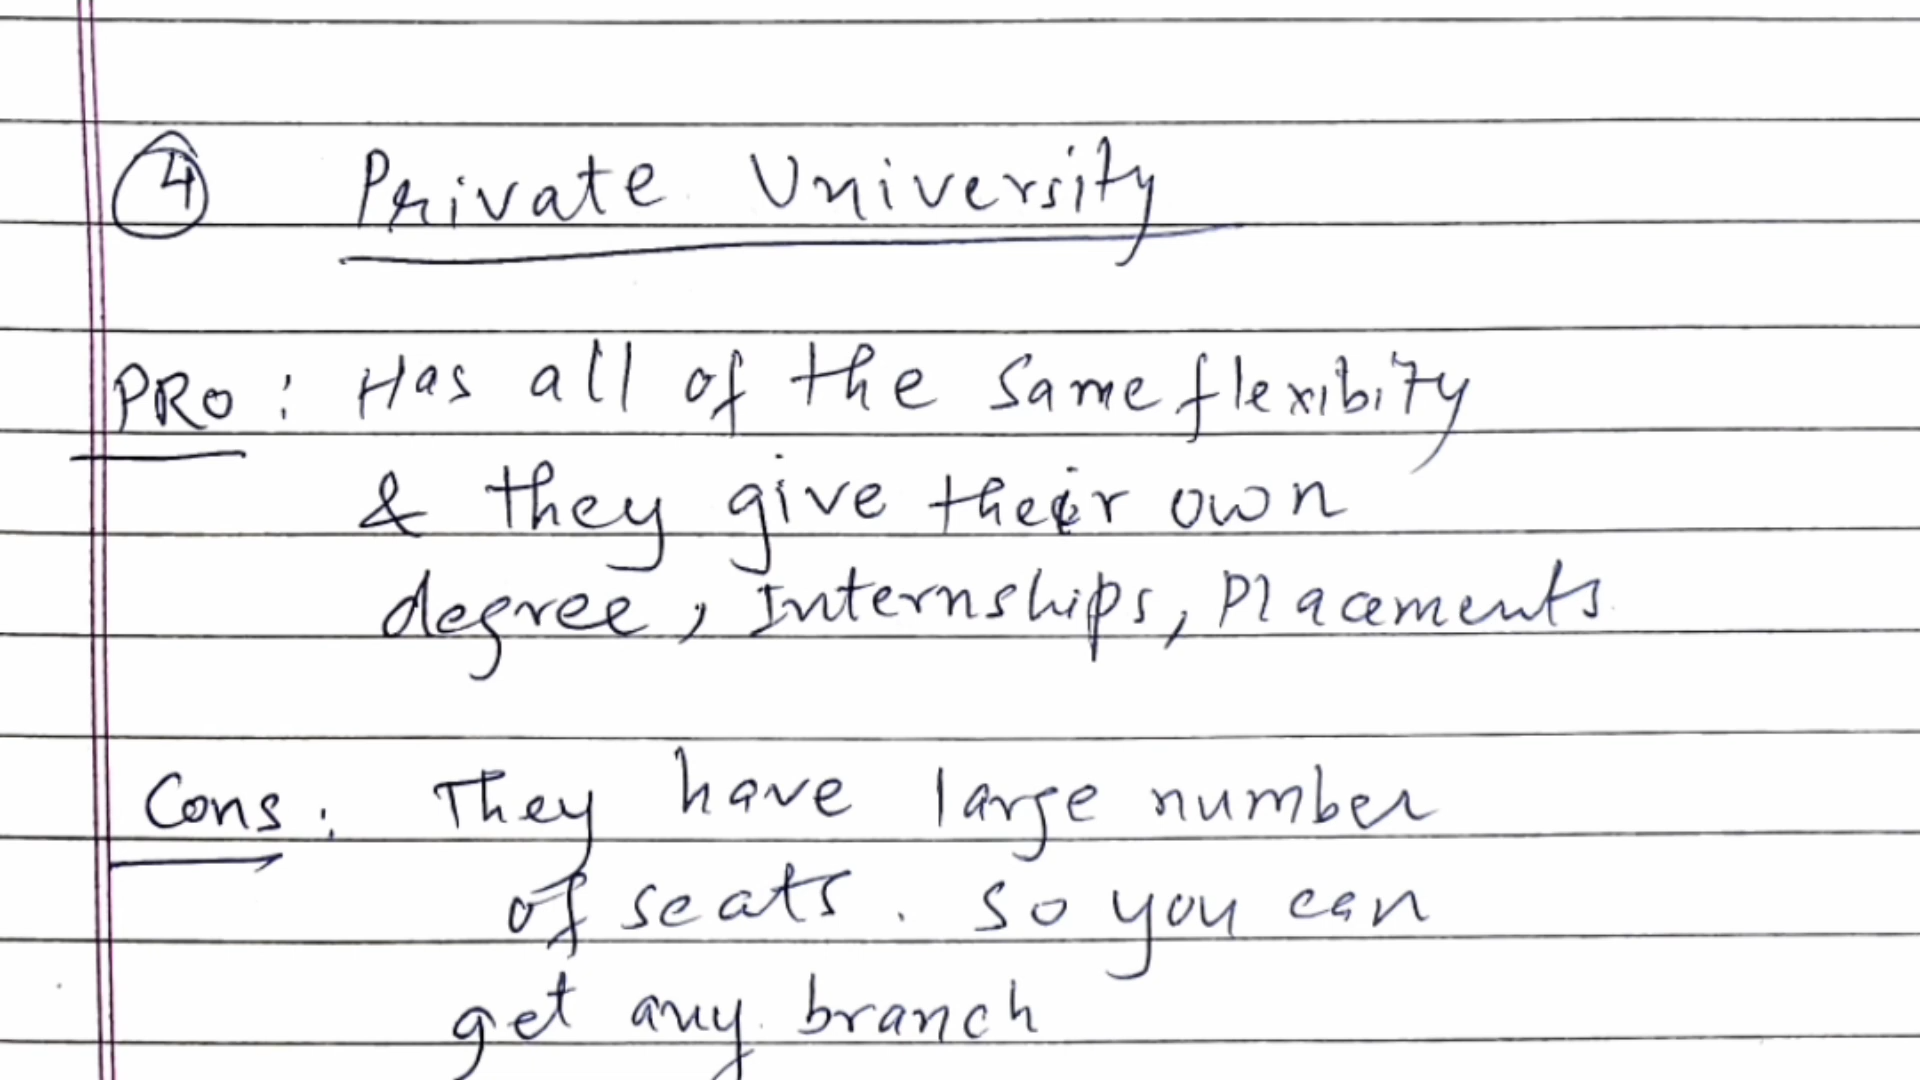 4 Private University
PRO: Has all of the same flexibity
& they give their own
degree, Internships, Placements
Cons: They have large number
of seats. So you can
get any branch